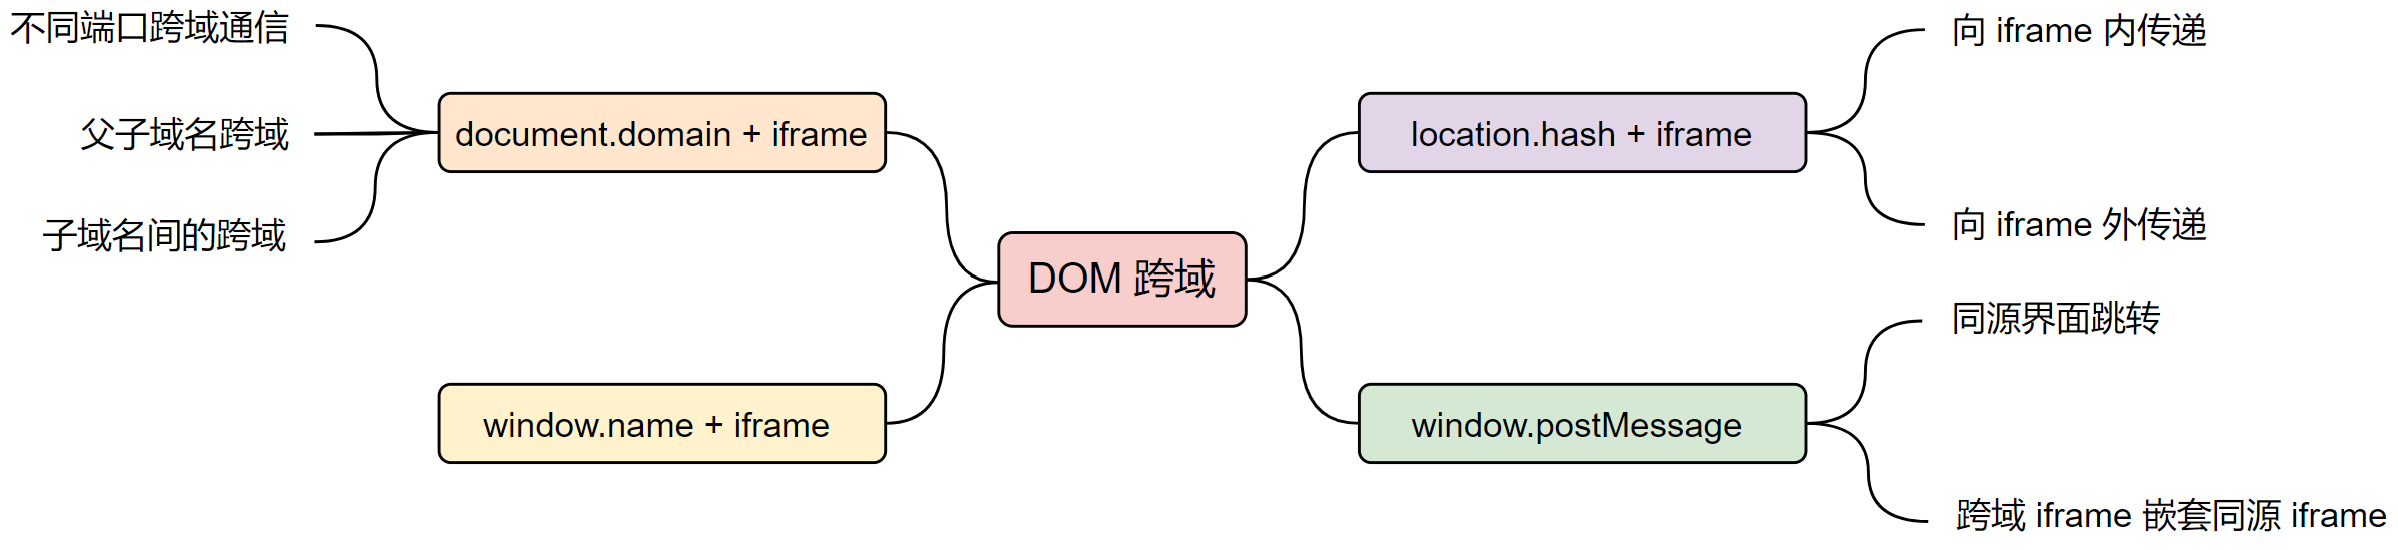 不同端口跨域通信
父子域名跨域
子域名间的跨域
document.domain + iframe
window.name + iframe
DOM 跨域
location.hash + iframe
向 iframe 内传递
向 iframe 外传递
window.postMessage
同源界面跳转
跨域 iframe 嵌套同源 iframe